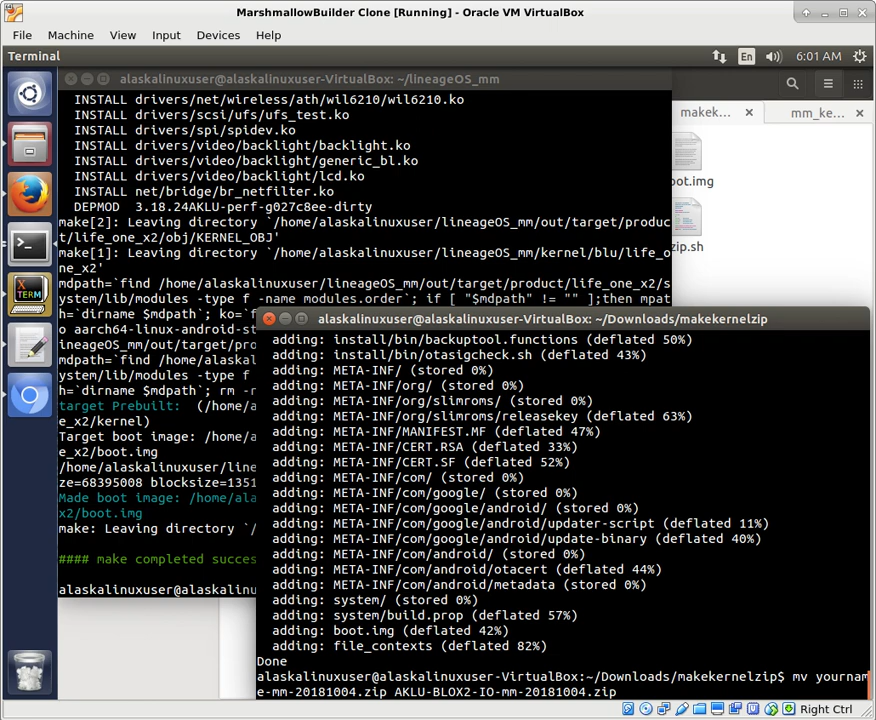 MarshmallowBuilder Clone [Running] - Oracle VM VirtualBox
File Machine View Input Devices Help
Terminal
En
6:01 AM
alaskalinuxuser@alaskalinuxuser-VirtualBox: ~/lineageOS_mm
INSTALL drivers/net/wireless/ath/wil6210/wil6210.ko
INSTALL drivers/scsi/ufs/ufs_test.ko
INSTALL drivers/spi/spidev.ko
INSTALL drivers/video/backlight/backlight.ko
INSTALL drivers/video/backlight/generic_bl.ko
INSTALL drivers/video/backlight/lcd.ko
INSTALL net/bridge/br_netfilter.ko
DEPMOD  3.18.24AKLU-perf-g027c8ee-dirty
make[2]: Leaving directory `/home/alaskalinuxuser/lineageOS_mm/out/target/produc
t/life_one_x2/obj/KERNEL_OBJ'
make[1]: Leaving directory `/home/alaskalinuxuser/lineageOS_mm/kernel/blu/life_o
ne_x2'
mdpath=`find /home/alaskalinuxuser/lineageOS_mm/out/target/product/life_one_x2/s
ystem/lib/modules -type f -name modules.order`; if [ "$mdpath" != "" ];then mpat
h=`dirname $mdpath`; ko=`f
o aarch64-linux-android-st
ineageOS_mm/out/target/pro
mdpath=`find /home/alaskal
ystem/lib/modules -type f
h=`dirname $mdpath`; rm -r
target Prebuilt:  (/home/a
e_x2/kernel)
Target boot image: /home/a
e_x2/boot.img
/home/alaskalinuxuser/line
ze=68395008 blocksize=1351
Made boot image: /home/ala
x2/boot.img
make: Leaving directory `/
#### make completed succes
alaskalinuxuser@alaskalinu
makek...
mm_ke...
oot.img
zip.sh
XTERM
alaskalinuxuser@alaskalinuxuser-VirtualBox: ~/Downloads/makekernelzip
adding: install/bin/backuptool.functions (deflated 50%)
adding: install/bin/otasigcheck.sh (deflated 43%)
adding: META-INF/ (stored 0%)
adding: META-INF/org/ (stored 0%)
adding: META-INF/org/slimroms/ (stored 0%)
adding: META-INF/org/slimroms/releasekey (deflated 63%)
adding: META-INF/MANIFEST.MF (deflated 47%)
adding: META-INF/CERT.RSA (deflated 33%)
adding: META-INF/CERT.SF (deflated 52%)
adding: META-INF/com/ (stored 0%)
adding: META-INF/com/google/ (stored 0%)
adding: META-INF/com/google/android/ (stored 0%)
adding: META-INF/com/google/android/updater-script (deflated 11%)
adding: META-INF/com/google/android/update-binary (deflated 40%)
adding: META-INF/com/android/ (stored 0%)
adding: META-INF/com/android/otacert (deflated 44%)
adding: META-INF/com/android/metadata (stored 0%)
adding: system/ (stored 0%)
adding: system/build.prop (deflated 57%)
adding: boot.img (deflated 42%)
adding: file_contexts (deflated 82%)
Done
alaskalinuxuser@alaskalinuxuser-VirtualBox:~/Downloads/makekernelzip$ mv yournam
e-mm-20181004.zip AKLU-BLOX2-IO-mm-20181004.zip
Right Ctrl